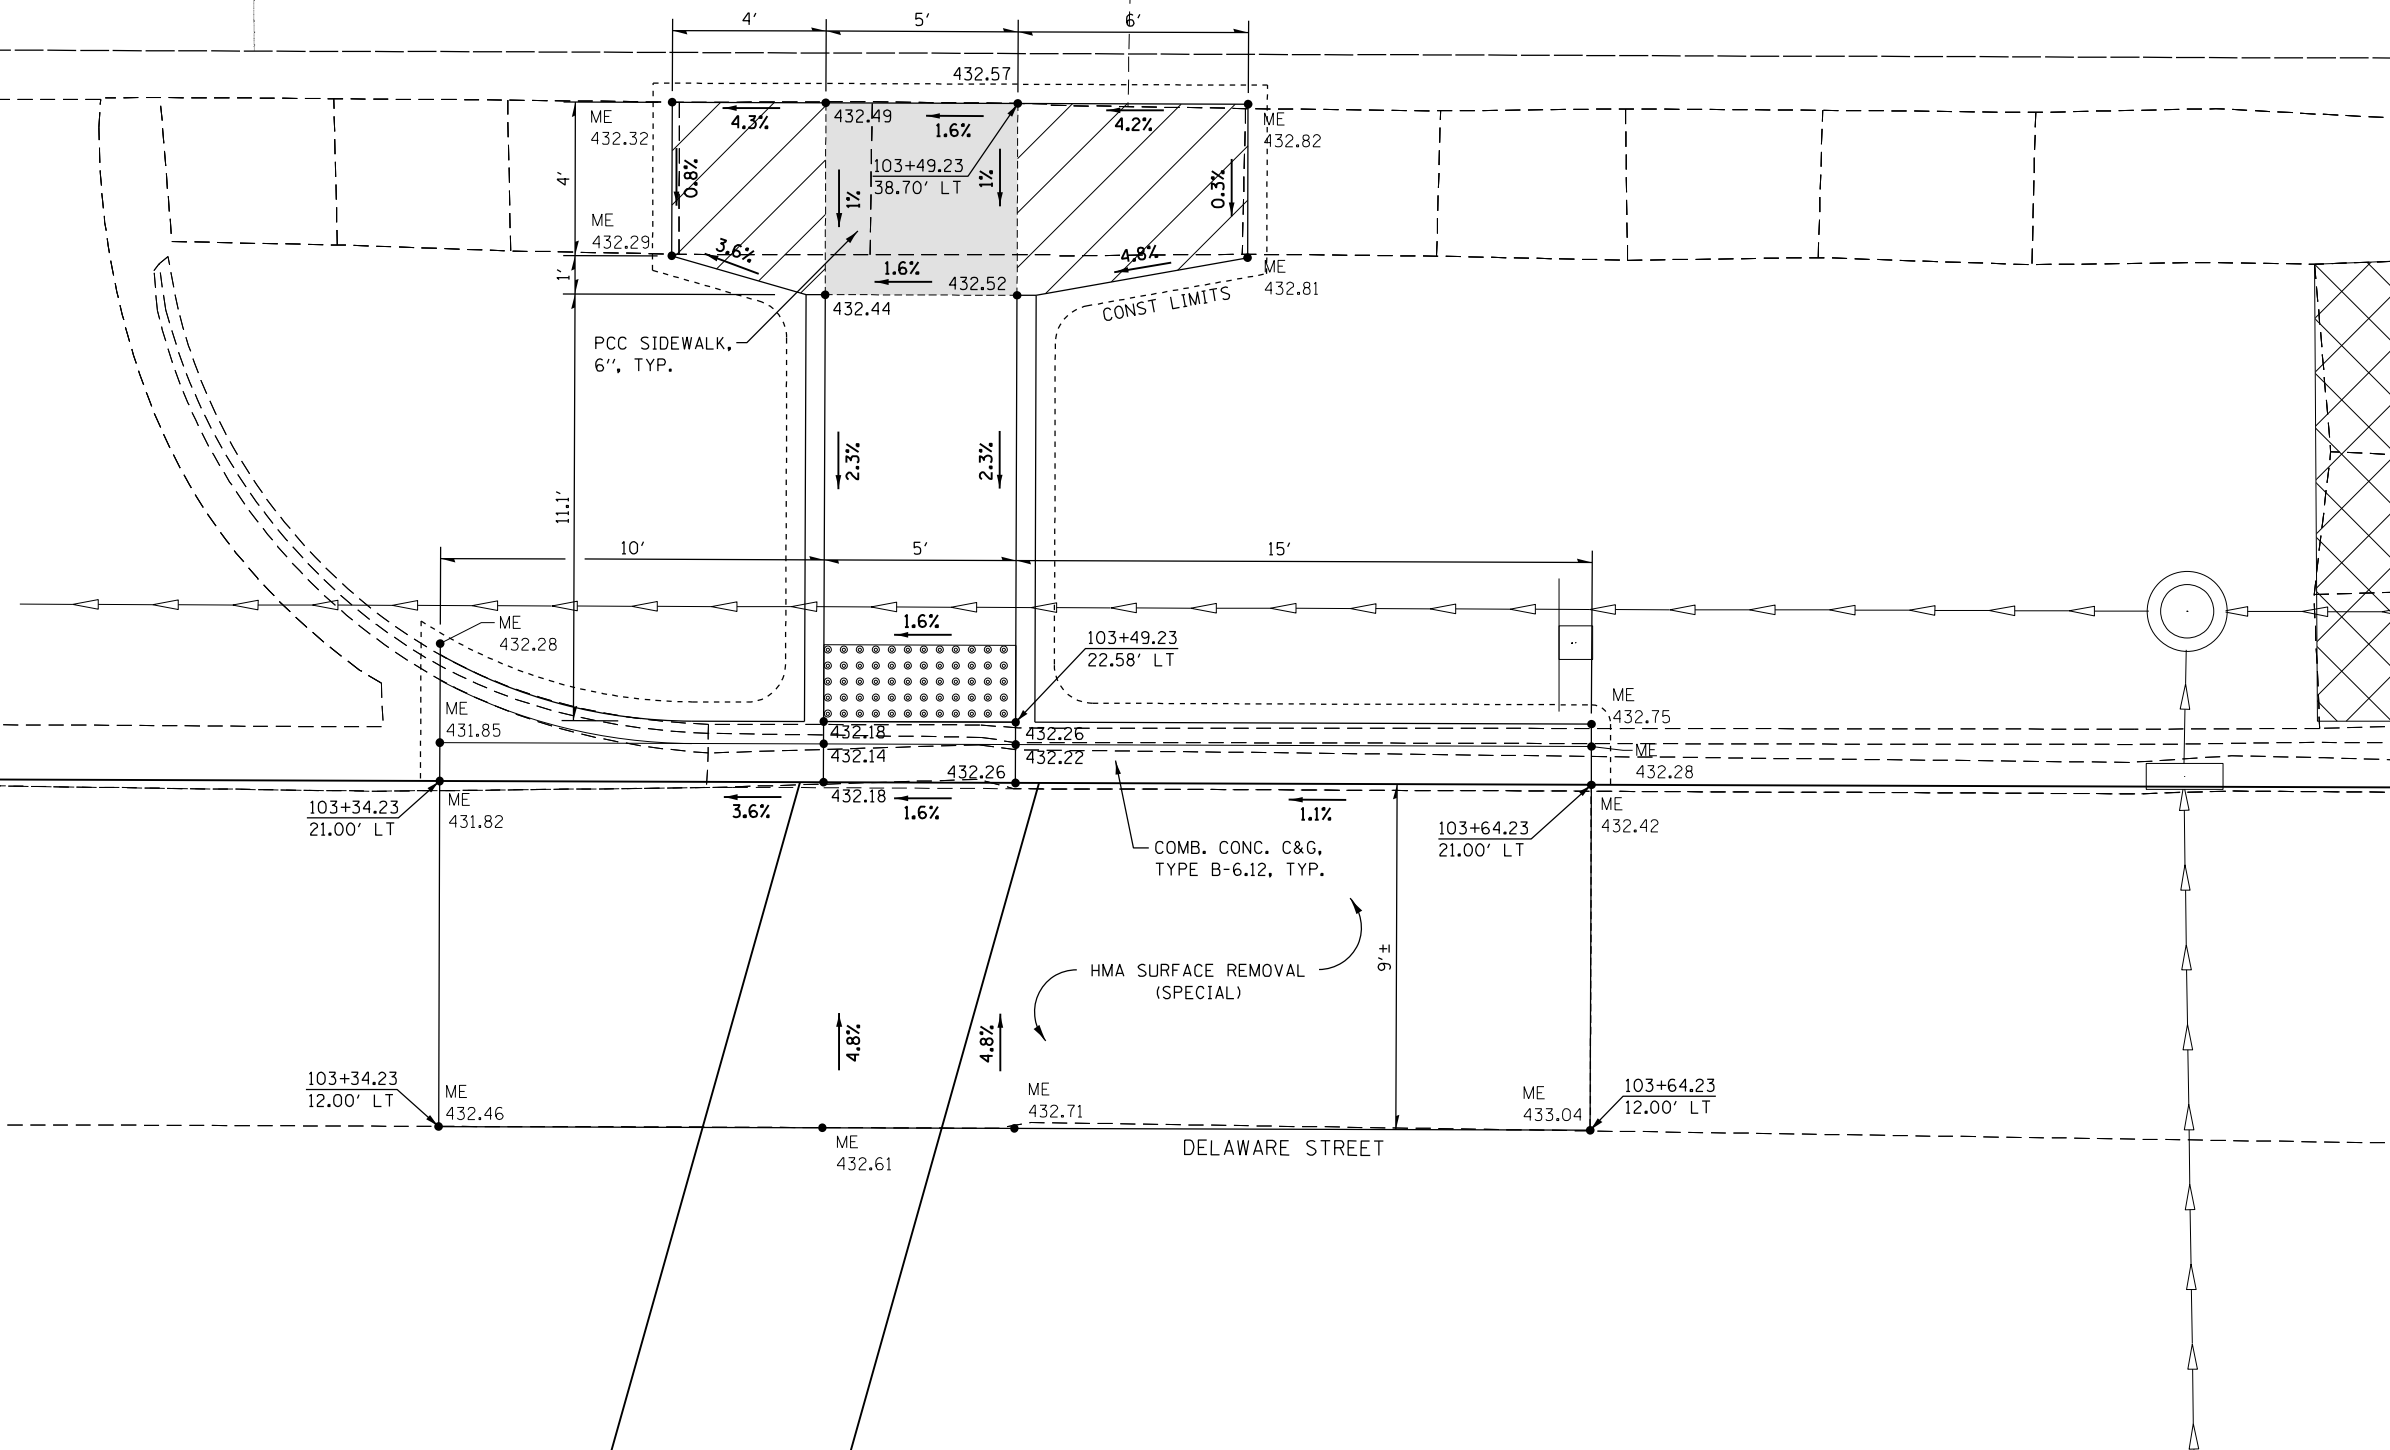 4'
5'
6'
432.57
ME
432.32
4.3%
432.49
1.6%
4.2%
ME
432.82
4'
0.8%
1%
103+49.23
38.70' LT
1%
0.3%
ME
432.29
3.6%
4.8%
1'
1.6%
432.52
ME
432.81
432.44
CONST LIMITS
PCC SIDEWALK,
6'', TYP.
2.3%
2.3%
11.1'
10'
5'
15'
ME
432.28
1.6%
103+49.23
22.58' LT
ME
431.85
ME
432.75
432.18
432.26
432.14
432.22
ME
432.28
432.26
432.18
103+34.23
21.00' LT
ME
431.82
3.6%
1.6%
1.1%
ME
432.42
103+64.23
21.00' LT
COMB. CONC. C&G,
TYPE B-6.12, TYP.
9'±
HMA SURFACE REMOVAL
(SPECIAL)
4.8%
4.8%
103+34.23
12.00' LT
ME
432.46
ME
432.71
ME
433.04
103+64.23
12.00' LT
ME
432.61
DELAWARE STREET